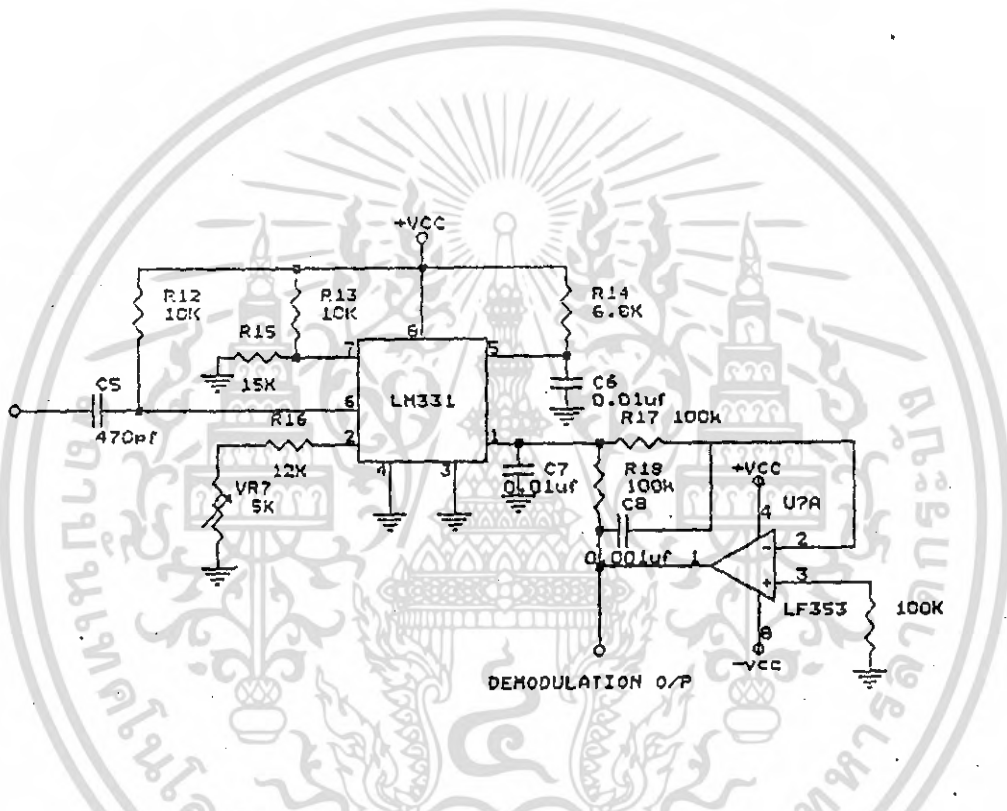 +VCC
R12
10K
R13
10K
R14
6.8K
R15
15K
7
8
5
LM331
C5
470pf
6
C6
0.01uf
R16
12K
2
1
R17 100k
4
3
C7
0.01uf
R18
100k
VR7
5K
C8
0.001uf
+VCC
4
U?A
1
2
3
LF353
100K
8
-VCC
DEMODULATION O/P